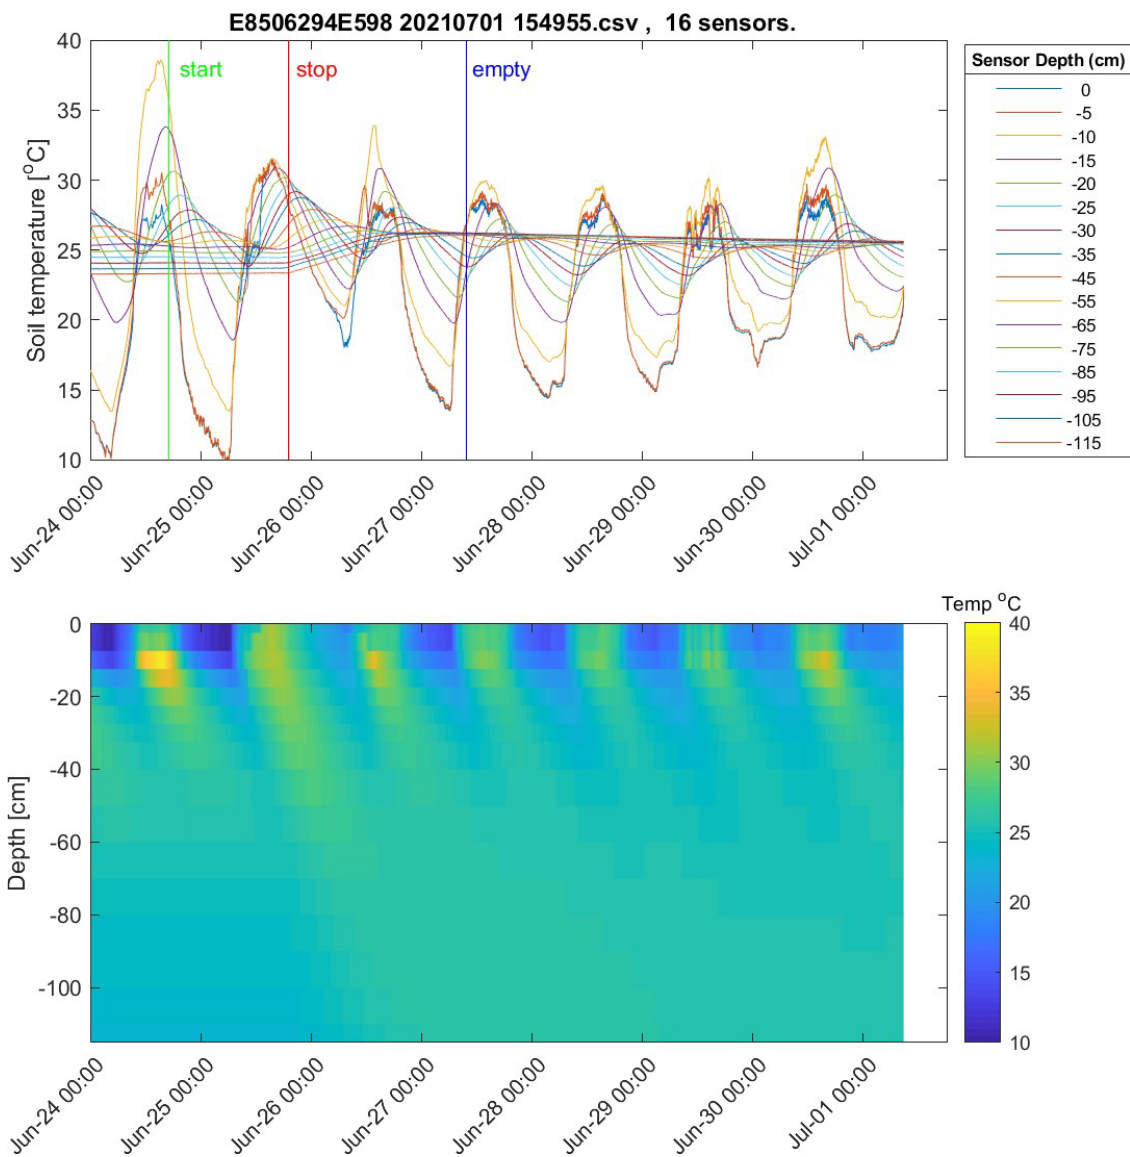 E8506294E598 20210701 154955.csv ,  16 sensors.
40
35
30
25
20
15
10
Soil temperature [°C]
start
stop
empty
Sensor Depth (cm)
0
-5
-10
-15
-20
-25
-30
-35
-45
-55
-65
-75
-85
-95
-105
-115
Jun-24 00:00
Jun-25 00:00
Jun-26 00:00
Jun-27 00:00
Jun-28 00:00
Jun-29 00:00
Jun-30 00:00
Jul-01 00:00
Temp °C
0
-20
-40
-60
-80
-100
Depth [cm]
40
35
30
25
20
15
10
Jun-24 00:00
Jun-25 00:00
Jun-26 00:00
Jun-27 00:00
Jun-28 00:00
Jun-29 00:00
Jun-30 00:00
Jul-01 00:00